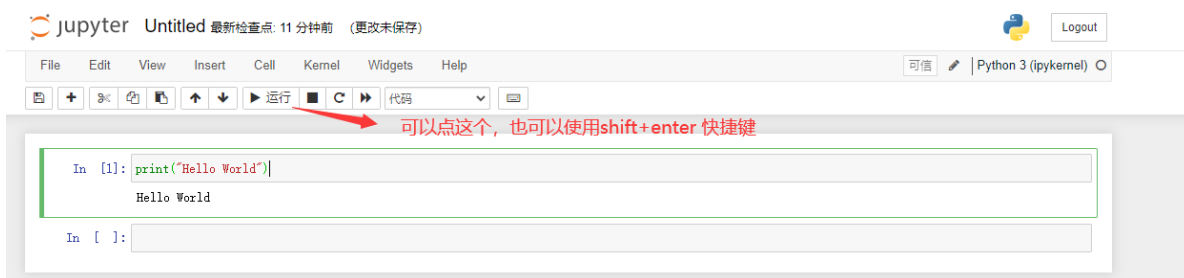 jupyter Untitled 最新检查点: 11 分钟前 (更改未保存) Logout
File Edit View Insert Cell Kernel Widgets Help 可信 Python 3 (ipykernel)
运行 代码
可以点这个，也可以使用shift+enter 快捷键
In [1]: print("Hello World")
Hello World
In [ ]: